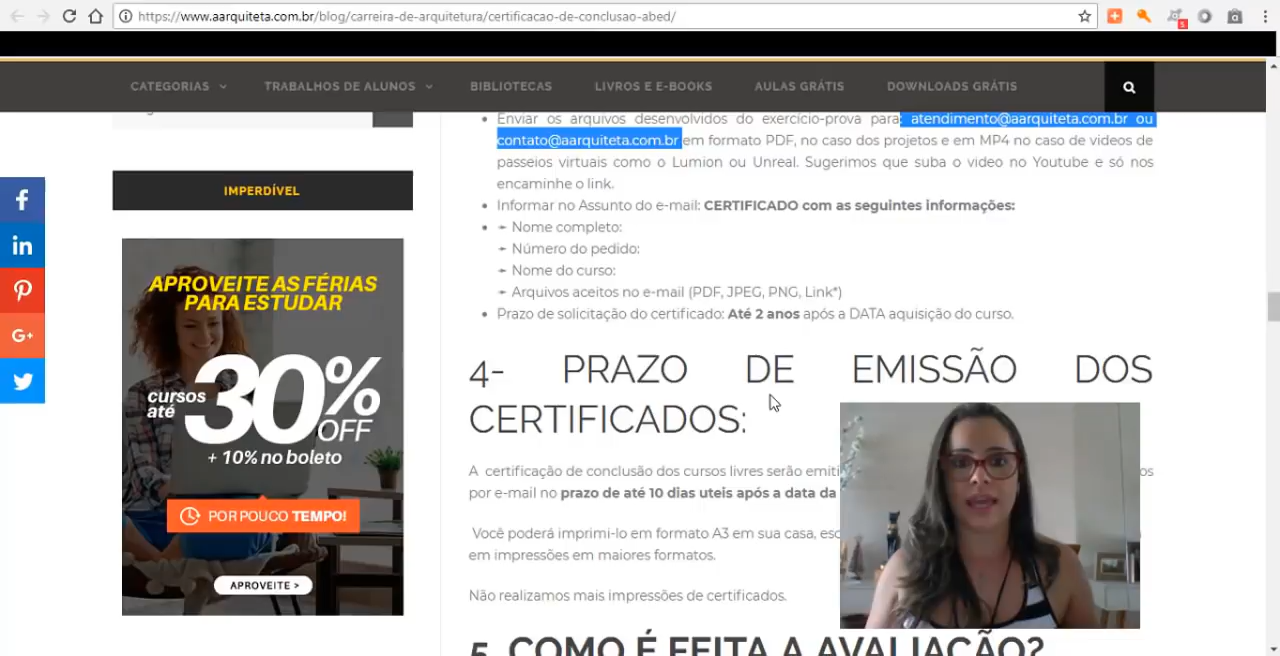 https://www.aarquiteta.com.br/blog/carreira-de-arquitetura/certificacao-de-conclusao-abed/
5
CATEGORIAS
TRABALHOS DE ALUNOS
BIBLIOTECAS
LIVROS E E-BOOKS
AULAS GRÁTIS
DOWNLOADS GRÁTIS
Enviar os arquivos desenvolvidos do exercício-prova para: atendimento@aarquiteta.com.br ou
contato@aarquiteta.com.br em formato PDF, no caso dos projetos e em MP4 no caso de videos de
passeios virtuais como o Lumion ou Unreal. Sugerimos que suba o video no Youtube e só nos
encaminhe o link.
Informar no Assunto do e-mail: CERTIFICADO com as seguintes informações:
➛ Nome completo:
➛ Número do pedido:
➛ Nome do curso:
➛ Arquivos aceitos no e-mail (PDF, JPEG, PNG, Link*)
Prazo de solicitação do certificado: Até 2 anos após a DATA aquisição do curso.
4- PRAZO DE EMISSÃO DOS
CERTIFICADOS:
A certificação de conclusão dos cursos livres serão os
por e-mail no prazo de até 10 dias uteis após a data da
Você poderá imprimi-lo em formato A3 em sua casa,
em impressões em maiores formatos.
Não realizamos mais impressões de certificados.
5. COMO É FEITA A AVALIAÇÃO?
IMPERDÍVEL
APROVEITE AS FÉRIAS
PARA ESTUDAR
cursos
até
30%
OFF
+ 10% no boleto
POR POUCO TEMPO!
APROVEITE >
f
in
G+